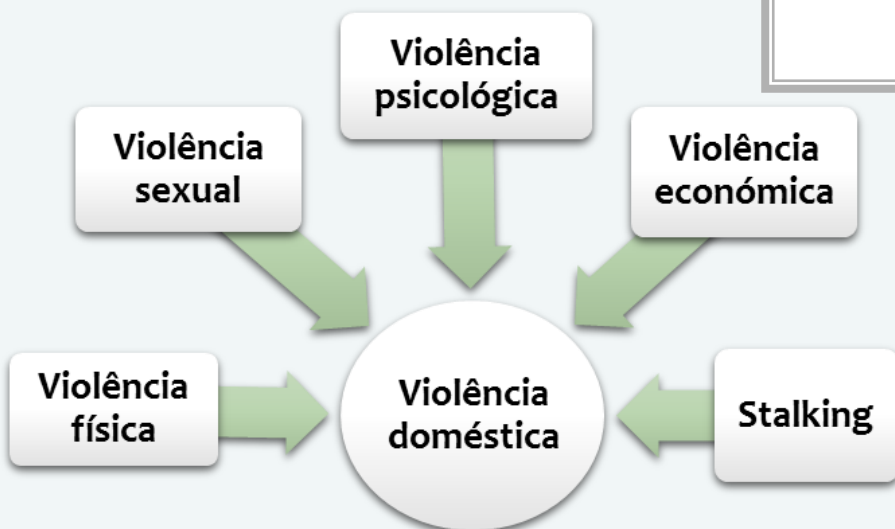 Violência
psicológica
Violência
sexual
Violência
económica
Violência
física
Violência
doméstica
Stalking